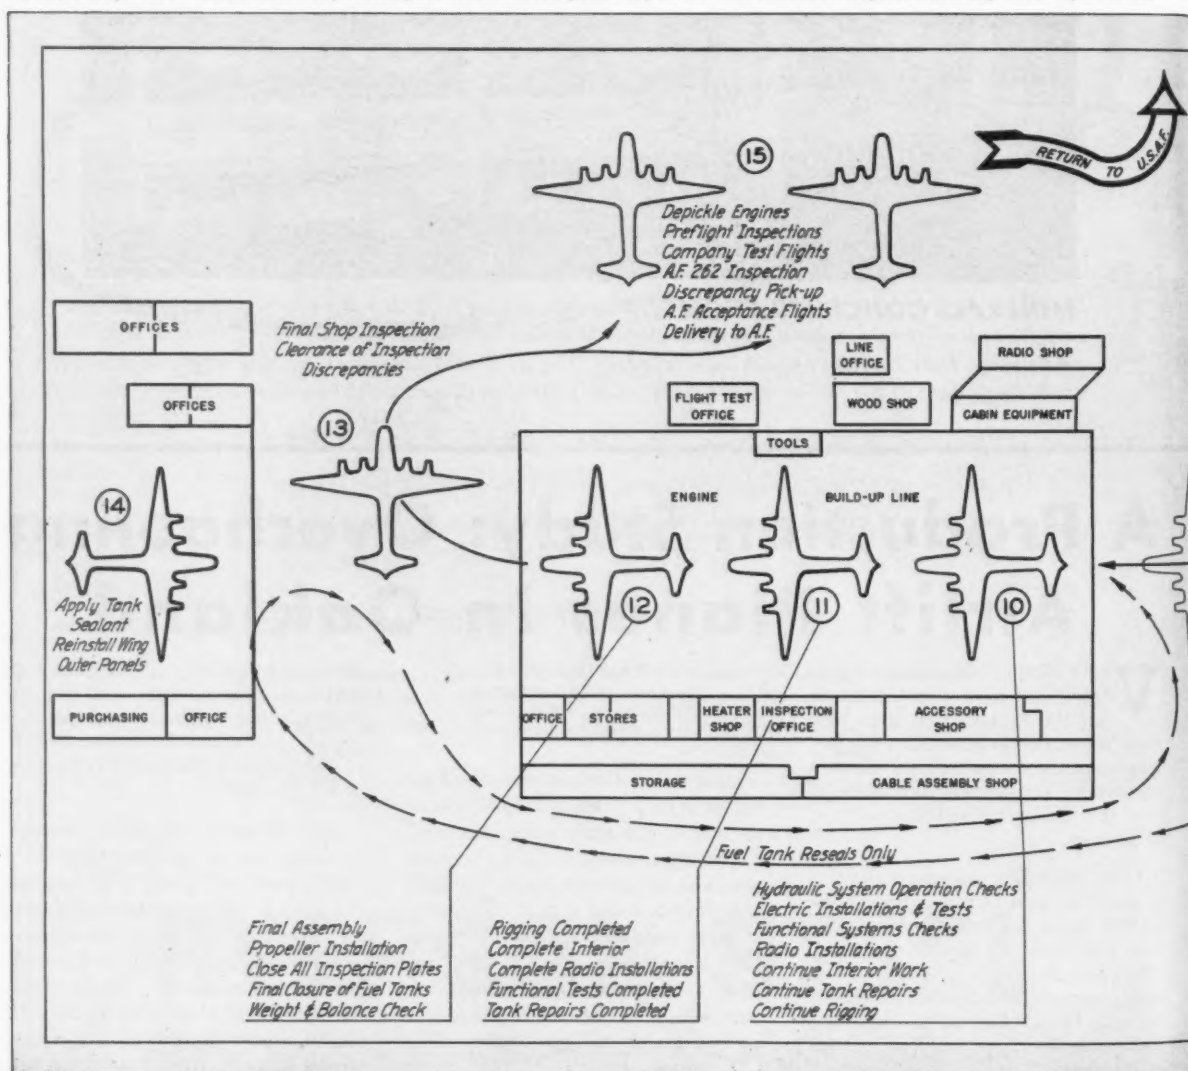 RETURN TO U.S.A.F.
15
Depickle Engines
Preflight Inspections
Company Test Flights
A.F. 262 Inspection
Discrepancy Pick-up
A.F. Acceptance Flights
Delivery to A.F.
OFFICES
Final Shop Inspection
Clearance of Inspection
Discrepancies
LINE
OFFICE
RADIO SHOP
OFFICES
FLIGHT TEST
OFFICE
WOOD SHOP
CABIN EQUIPMENT
13
TOOLS
14
ENGINE BUILD-UP LINE
12
11
10
Apply Tank
Sealant
Reinstall Wing
Outer Panels
PURCHASING
OFFICE
OFFICE
STORES
HEATER
SHOP
INSPECTION
OFFICE
ACCESSORY
SHOP
STORAGE
CABLE ASSEMBLY SHOP
Fuel Tank Reseals Only
Final Assembly
Propeller Installation
Close All Inspection Plates
Final Closure of Fuel Tanks
Weight & Balance Check
Rigging Completed
Complete Interior
Complete Radio Installations
Functional Tests Completed
Tank Repairs Completed
Hydraulic System Operation Checks
Electric Installations & Tests
Functional Systems Checks
Radio Installations
Continue Interior Work
Continue Tank Repairs
Continue Rigging